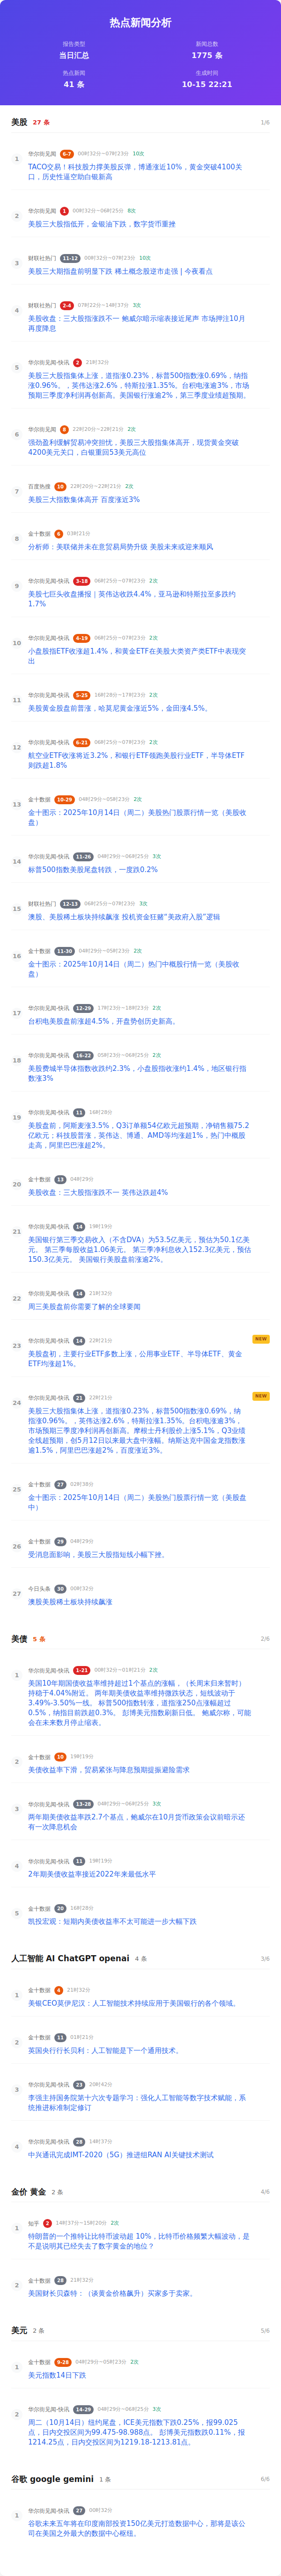 热点新闻分析
报告类型
新闻总数
当日汇总
1775 条
热点新闻
生成时间
41 条
10-15 22:21
美股 27 条
1/6
1
华尔街见闻 6-7 00时32分~07时23分 10次
TACO交易！科技股力撑美股反弹，博通涨近10%，黄金突破4100关
口，历史性逼空助白银新高
2
华尔街见闻 1 00时32分~06时25分 8次
美股三大股指低开，金银油下跌，数字货币重挫
3
财联社热门 11-12 00时32分~07时23分 10次
美股三大期指盘前明显下跌 稀土概念股逆市走强 | 今夜看点
4
财联社热门 2-4 07时22分~14时37分 3次
美股收盘：三大股指涨跌不一 鲍威尔暗示缩表接近尾声 市场押注10月
再度降息
5
华尔街见闻-快讯 2 21时32分
美股三大股指集体上涨，道指涨0.23%，标普500指数涨0.69%，纳指
涨0.96%。，英伟达涨2.6%，特斯拉涨1.35%。台积电涨逾3%，市场
预期三季度净利润再创新高。美国银行涨逾2%，第三季度业绩超预期。
6
华尔街见闻 8 22时20分~22时21分 2次
强劲盈利缓解贸易冲突担忧，美股三大股指集体高开，现货黄金突破
4200美元关口，白银重回53美元高位
7
百度热搜 10 22时20分~22时21分 2次
美股三大指数集体高开 百度涨近3%
8
金十数据 6 03时21分
分析师：美联储并未在意贸易局势升级 美股未来或迎来顺风
9
华尔街见闻-快讯 3-18 06时25分~07时23分 2次
美股七巨头收盘播报｜英伟达收跌4.4%，亚马逊和特斯拉至多跌约
1.7%
10
华尔街见闻-快讯 4-19 06时25分~07时23分 2次
小盘股指ETF收涨超1.4%，和黄金ETF在美股大类资产类ETF中表现突
出
11
华尔街见闻-快讯 5-25 16时28分~17时23分 2次
美股黄金股盘前普涨，哈莫尼黄金涨近5%，金田涨4.5%。
12
华尔街见闻-快讯 6-21 06时25分~07时23分 2次
航空业ETF收涨将近3.2%，和银行ETF领跑美股行业ETF，半导体ETF
则跌超1.8%
13
金十数据 10-29 04时29分~05时23分 2次
金十图示：2025年10月14日（周二）美股热门股票行情一览（美股收
盘）
14
华尔街见闻-快讯 11-26 04时29分~06时25分 3次
标普500指数美股尾盘转跌，一度跌0.2%
15
财联社热门 12-13 06时25分~07时23分 3次
澳股、美股稀土板块持续飙涨 投机资金狂赌“美政府入股”逻辑
16
金十数据 11-30 04时29分~05时23分 2次
金十图示：2025年10月14日（周二）热门中概股行情一览（美股收
盘）
17
华尔街见闻-快讯 12-29 17时23分~18时23分 2次
台积电美股盘前涨超4.5%，开盘势创历史新高。
18
华尔街见闻-快讯 16-22 05时23分~06时25分 2次
美股费城半导体指数收跌约2.3%，小盘股指收涨约1.4%，地区银行指
数涨3%
19
华尔街见闻-快讯 11 16时28分
美股盘前，阿斯麦涨3.5%，Q3订单额54亿欧元超预期，净销售额75.2
亿欧元；科技股普涨，英伟达、博通、AMD等均涨超1%，热门中概股
走高，阿里巴巴涨超2%。
20
金十数据 13 04时29分
美股收盘：三大股指涨跌不一 英伟达跌超4%
21
华尔街见闻-快讯 14 19时19分
美国银行第三季交易收入（不含DVA）为53.5亿美元，预估为50.1亿美
元。 第三季每股收益1.06美元。 第三季净利息收入152.3亿美元，预估
150.3亿美元。 美国银行美股盘前涨逾2%。
22
华尔街见闻-快讯 14 21时32分
周三美股盘前你需要了解的全球要闻
23
华尔街见闻-快讯 14 22时21分
NEW
美股盘初，主要行业ETF多数上涨，公用事业ETF、半导体ETF、黄金
ETF均涨超1%。
24
华尔街见闻-快讯 21 22时21分
NEW
美股三大股指集体上涨，道指涨0.23%，标普500指数涨0.69%，纳
指涨0.96%。，英伟达涨2.6%，特斯拉涨1.35%。台积电涨逾3%，
市场预期三季度净利润再创新高。摩根士丹利股价上涨5.1%，Q3业绩
全线超预期，创5月12日以来最大盘中涨幅。纳斯达克中国金龙指数涨
逾1.5%，阿里巴巴涨超2%，百度涨近3%。
25
金十数据 27 02时38分
金十图示：2025年10月14日（周二）美股热门股票行情一览（美股盘
中）
26
金十数据 29 04时29分
受消息面影响，美股三大股指短线小幅下挫。
27
今日头条 30 00时32分
澳股美股稀土板块持续飙涨
美债 5 条
2/6
1
华尔街见闻-快讯 1-21 00时32分~01时21分 2次
美国10年期国债收益率维持超过1个基点的涨幅，（长周末归来暂时）
持稳于4.04%附近。 两年期美债收益率维持微跌状态，短线波动于
3.49%-3.50%一线。 标普500指数转涨，道指涨250点涨幅超过
0.5%，纳指目前跌超0.3%。 彭博美元指数刷新日低。 鲍威尔称，可能
会在未来数月停止缩表。
2
金十数据 10 19时19分
美债收益率下滑，贸易紧张与降息预期提振避险需求
3
华尔街见闻-快讯 13-28 04时29分~06时25分 3次
两年期美债收益率跌2.7个基点，鲍威尔在10月货币政策会议前暗示还
有一次降息机会
4
华尔街见闻-快讯 11 19时19分
2年期美债收益率接近2022年来最低水平
5
金十数据 20 16时28分
凯投宏观：短期内美债收益率不太可能进一步大幅下跌
人工智能 AI ChatGPT openai 4 条
3/6
1
金十数据 4 21时32分
美银CEO莫伊尼汉：人工智能技术持续应用于美国银行的各个领域。
2
金十数据 11 01时21分
英国央行行长贝利：人工智能是下一个通用技术。
3
华尔街见闻-快讯 23 20时42分
李强主持国务院第十六次专题学习：强化人工智能等数字技术赋能，系
统推进标准制定修订
4
华尔街见闻-快讯 28 14时37分
中兴通讯完成IMT-2020（5G）推进组RAN AI关键技术测试
金价 黄金 2 条
4/6
1
知乎 2 14时37分~15时20分 2次
特朗普的一个推特让比特币波动超 10%，比特币价格频繁大幅波动，是
不是说明其已经失去了数字黄金的地位？
2
金十数据 28 21时32分
美国财长贝森特：（谈黄金价格飙升）买家多于卖家。
美元 2 条
5/6
1
金十数据 9-28 04时29分~05时23分 2次
美元指数14日下跌
2
华尔街见闻-快讯 14-29 04时29分~06时25分 3次
周二（10月14日）纽约尾盘，ICE美元指数下跌0.25%，报99.025
点，日内交投区间为99.475-98.988点。 彭博美元指数跌0.11%，报
1214.25点，日内交投区间为1219.18-1213.81点。
谷歌 google gemini 1 条
6/6
1
华尔街见闻-快讯 27 00时32分
谷歌未来五年将在印度南部投资150亿美元打造数据中心，那将是该公
司在美国之外最大的数据中心枢纽。